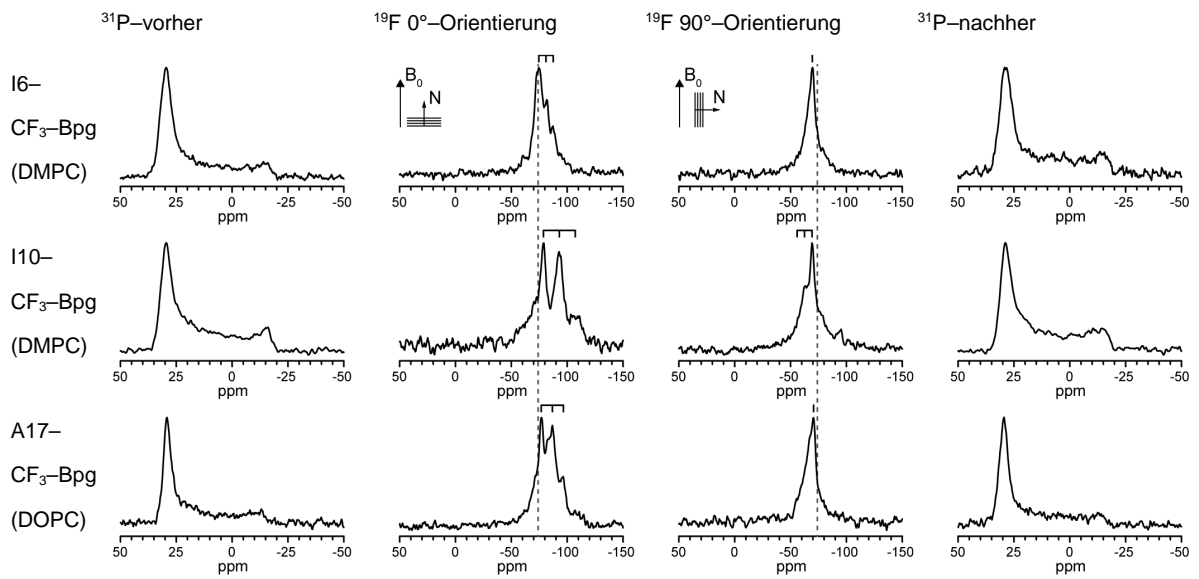 ³¹P–vorher ¹⁹F 0°–Orientierung ¹⁹F 90°–Orientierung ³¹P–nachher
I6–
CF₃–Bpg
(DMPC)
B₀
N
B₀
N
50 25 0 -25 -50
ppm
50 0 -50 -100 -150
ppm
50 0 -50 -100 -150
ppm
50 25 0 -25 -50
ppm
I10–
CF₃–Bpg
(DMPC)
50 25 0 -25 -50
ppm
50 0 -50 -100 -150
ppm
50 0 -50 -100 -150
ppm
50 25 0 -25 -50
ppm
A17–
CF₃–Bpg
(DOPC)
50 25 0 -25 -50
ppm
50 0 -50 -100 -150
ppm
50 0 -50 -100 -150
ppm
50 25 0 -25 -50
ppm